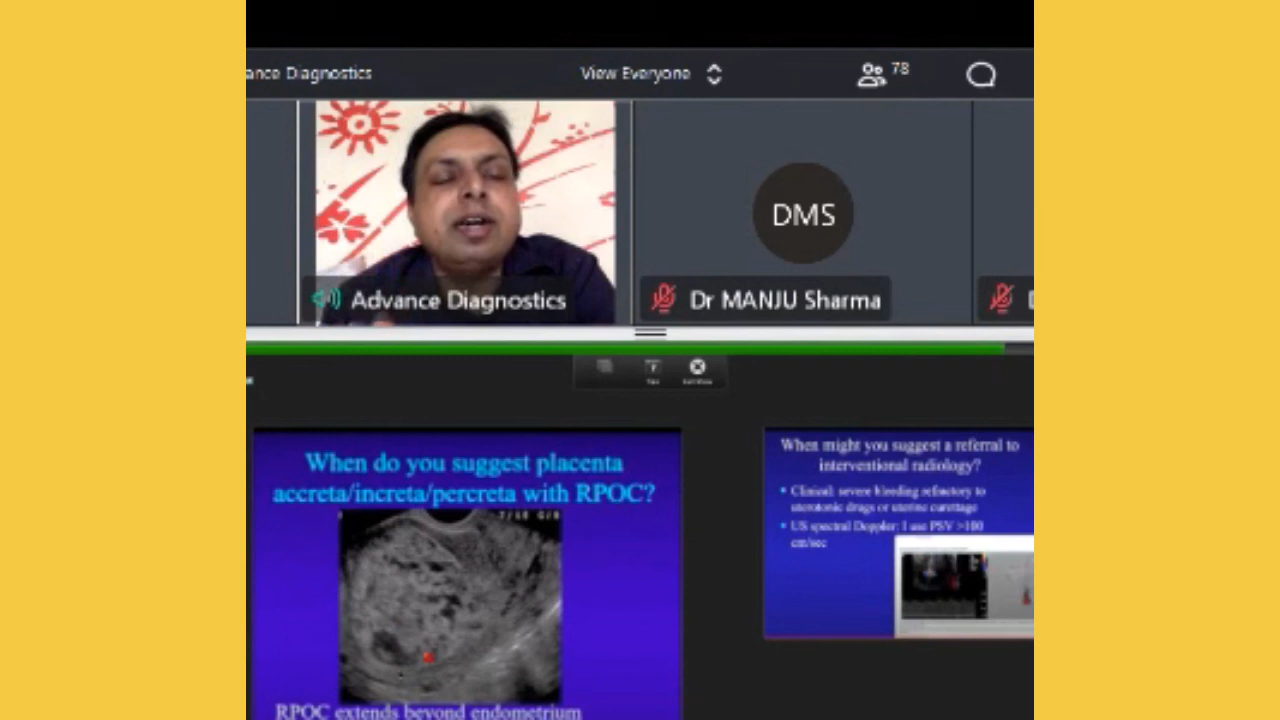 ance Diagnostics
View Everyone
78
DMS
Advance Diagnostics
Dr MANJU Sharma
D
When do you suggest placenta
accreta/increta/percreta with RPOC?
RPOC extends beyond endometrium
When might you suggest a referral to
interventional radiology?
• Clinical: severe bleeding refractory to
uterotonic drugs or uterine curettage
• US spectral Doppler: I use PSV >100
cm/sec